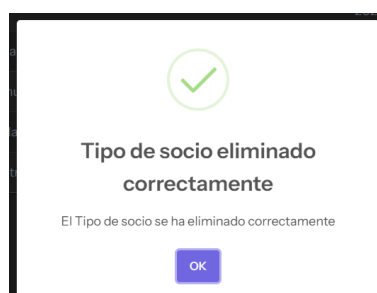 Tipo de socio eliminado
correctamente
El Tipo de socio se ha eliminado correctamente
OK